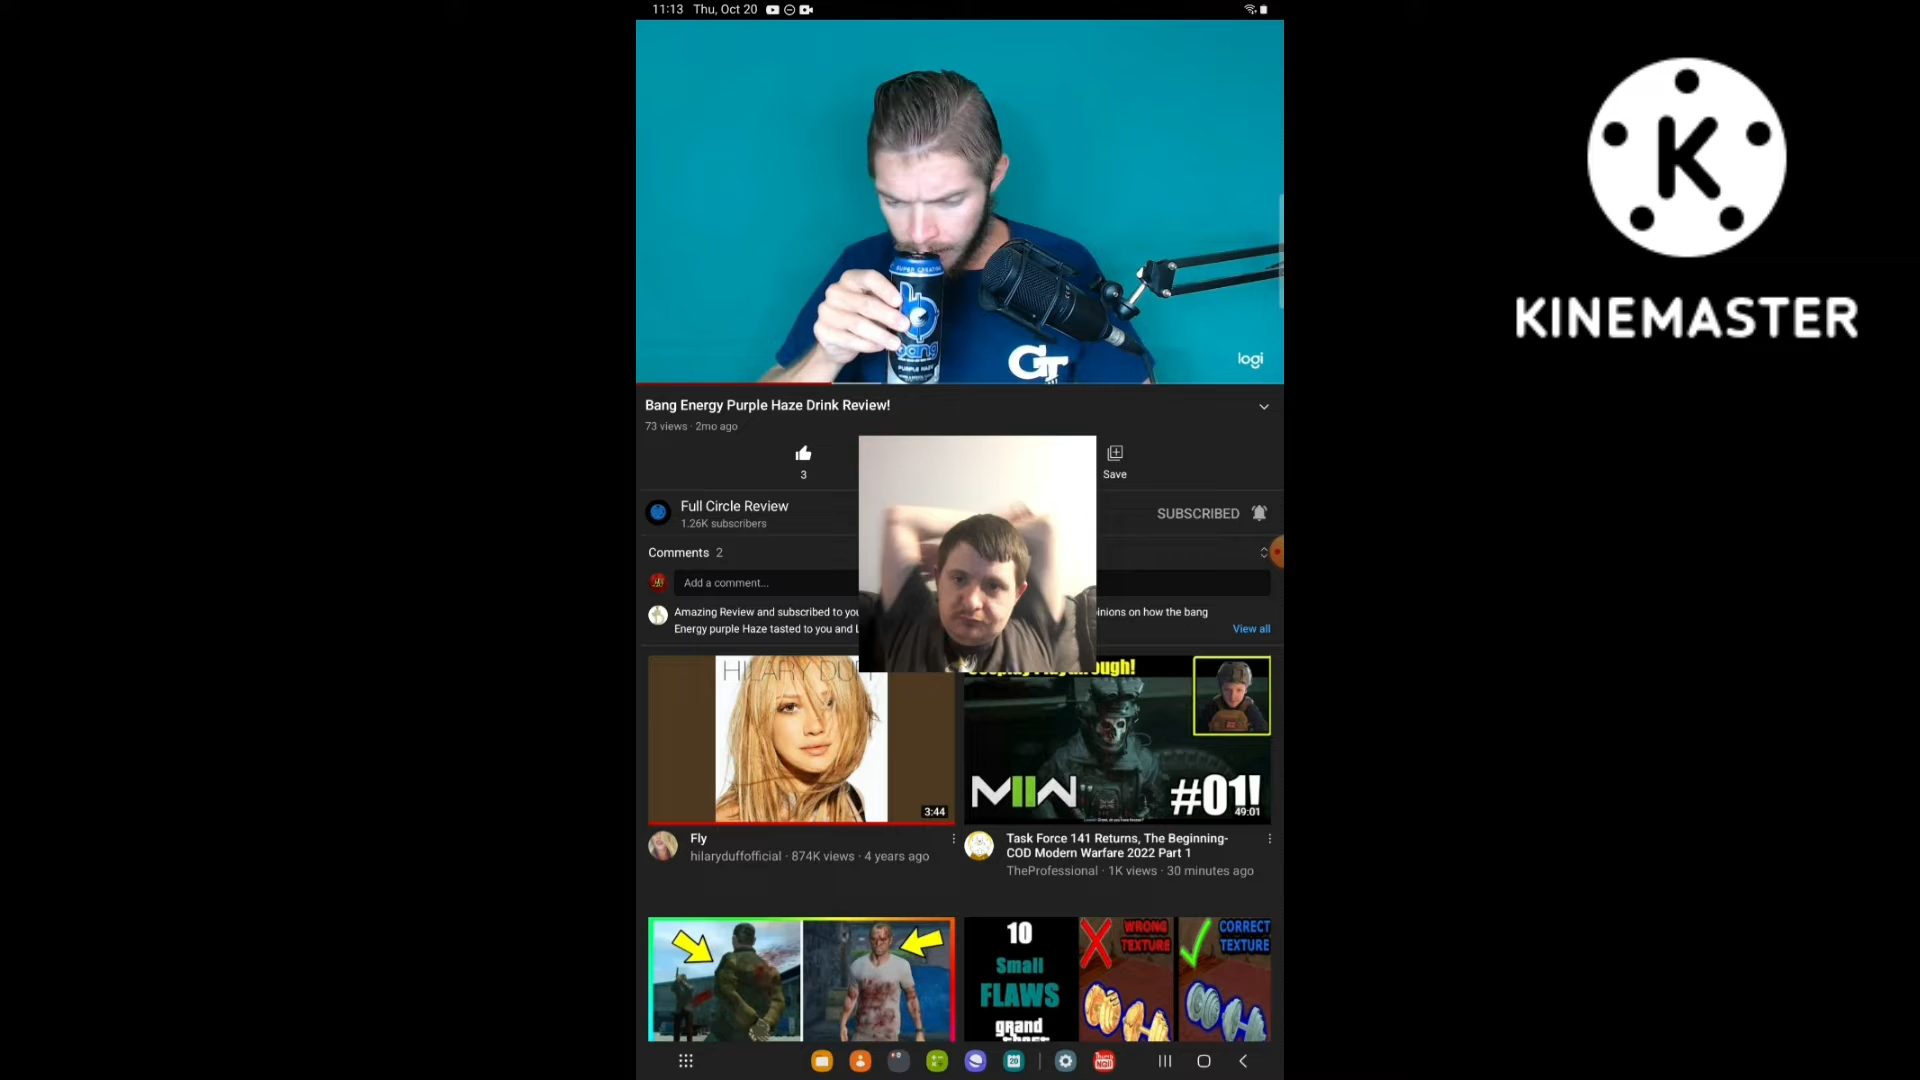 11:13 Thu, Oct 20
KINEMASTER
SUPER CREATINE
bang
PURPLE HAZE
GT
logi
Bang Energy Purple Haze Drink Review!
73 views · 2mo ago
3
Save
Full Circle Review
1.26K subscribers
SUBSCRIBED
Comments 2
Add a comment...
Amazing Review and subscribed to you
inions on how the bang
Energy purple Haze tasted to you and L
View all
HILARY DUFF
3:44
MIIW
#01!
49:01
Fly
hilaryduffofficial · 874K views · 4 years ago
Task Force 141 Returns, The Beginning-
COD Modern Warfare 2022 Part 1
TheProfessional · 1K views · 30 minutes ago
10
Small
FLAWS
grand
WRONG
TEXTURE
CORRECT
TEXTURE
20